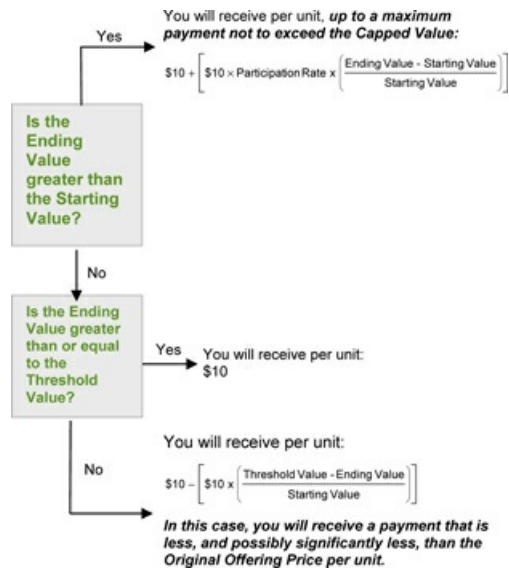 You will receive per unit, up to a maximum
payment not to exceed the Capped Value:
Yes
$10 + [ $10 × Participation Rate x ( Ending Value - Starting Value
Starting Value ) ]
Is the
Ending
Value
greater than
the Starting
Value?
No
Is the Ending
Value greater
than or equal
to the
Threshold
Value?
Yes
You will receive per unit:
$10
You will receive per unit:
No
$10 – [ $10 x ( Threshold Value - Ending Value
Starting Value ) ]
In this case, you will receive a payment that is
less, and possibly significantly less, than the
Original Offering Price per unit.